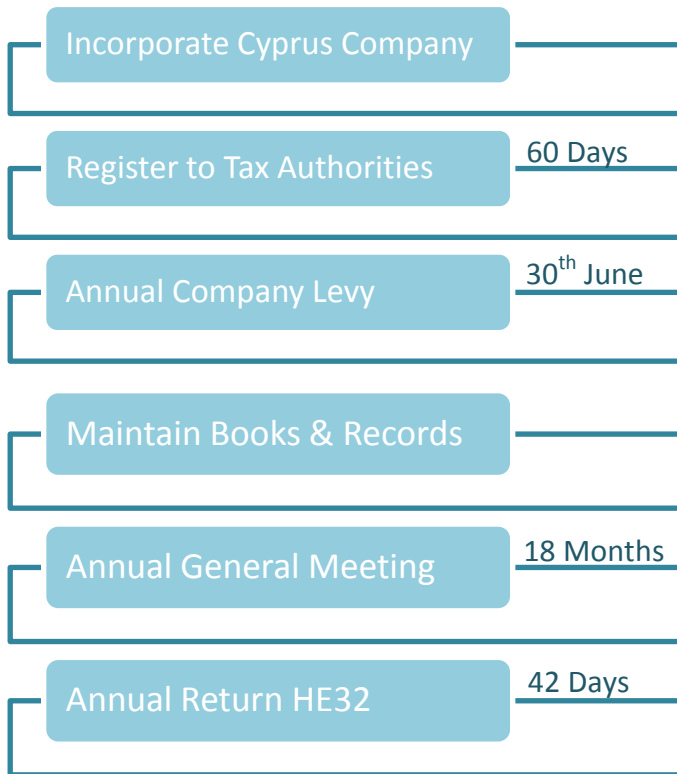 Incorporate Cyprus Company
Register to Tax Authorities
60 Days
Annual Company Levy
30th June
Maintain Books & Records
Annual General Meeting
18 Months
Annual Return HE32
42 Days